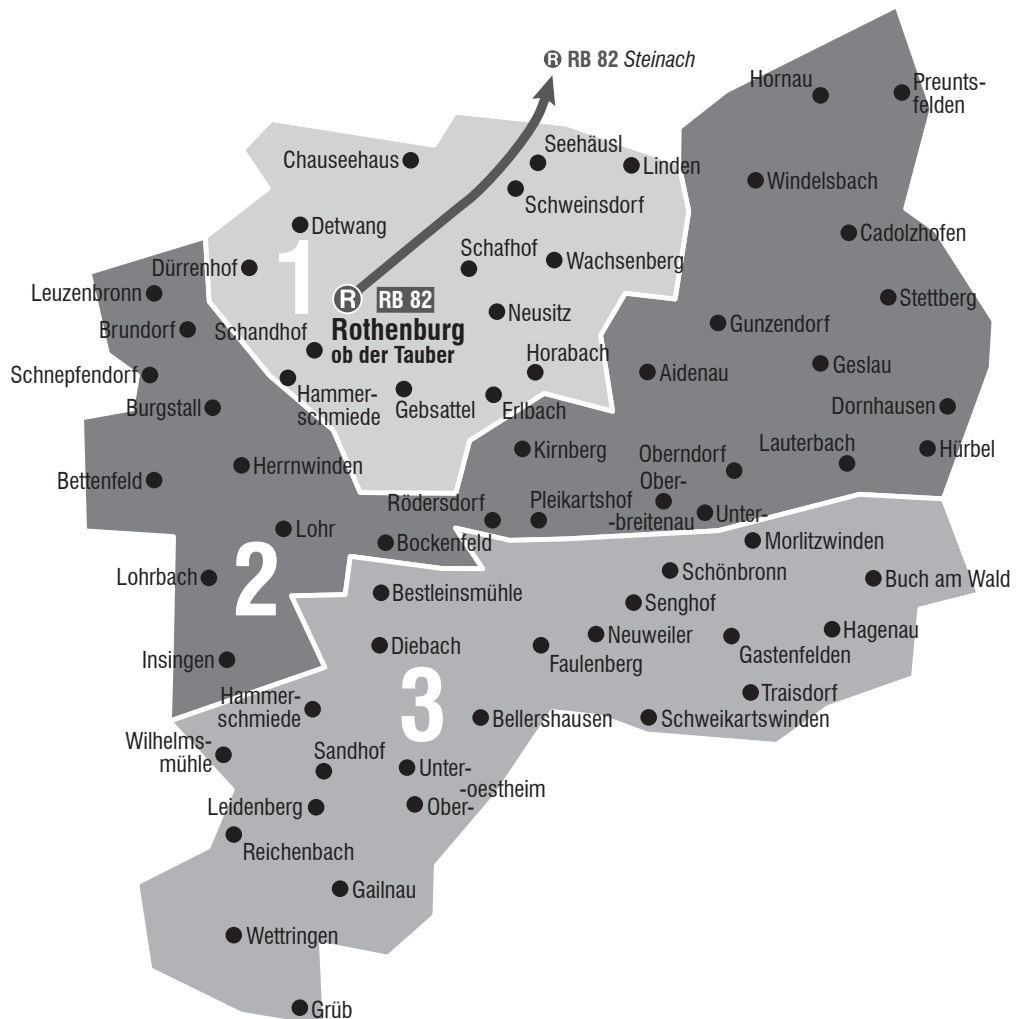 R RB 82 Steinach
Hornau
Preunts-
felden
Chauseehaus
Seehäusl
Linden
Windelsbach
Schweinsdorf
Detwang
Cadolzhofen
1
Schafhof
Wachsenberg
Dürrenhof
Leuzenbronn
R RB 82
Stettberg
Brundorf
Schandhof
Rothenburg
ob der Tauber
Neusitz
Gunzendorf
Horabach
Geslau
Schnepfendorf
Aidenau
Hammer-
schmiede
Gebsattel
Erlbach
Burgstall
Dornhausen
Lauterbach
Kirnberg
Oberndorf
Hürbel
Herrnwinden
Bettenfeld
Ober-
-breitenau
Unter-
Rödersdorf
Pleikartshof
Lohr
Bockenfeld
Morlitzwinden
2
Lohrbach
Schönbronn
Buch am Wald
Bestleinsmühle
Senghof
Neuweiler
Hagenau
Diebach
Faulenberg
Gastenfelden
Insingen
Hammer-
schmiede
3
Traisdorf
Bellershausen
Schweikartswinden
Wilhelms-
mühle
Sandhof
Unter-
-oestheim
Ober-
Leidenberg
Reichenbach
Gailnau
Wettringen
Grüb